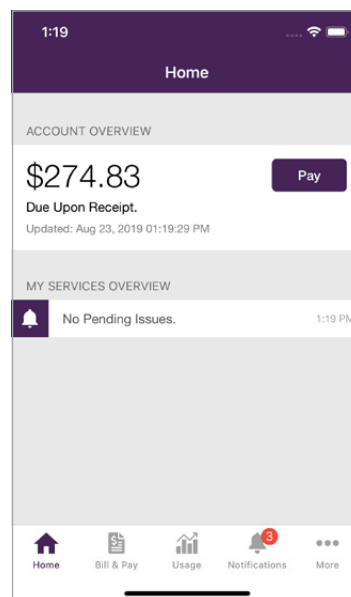 1:19
Home
ACCOUNT OVERVIEW
$274.83
Pay
Due Upon Receipt.
Updated: Aug 23, 2019 01:19:29 PM
MY SERVICES OVERVIEW
No Pending Issues.
1:19 PM
3
Home
Bill & Pay
Usage
Notifications
More